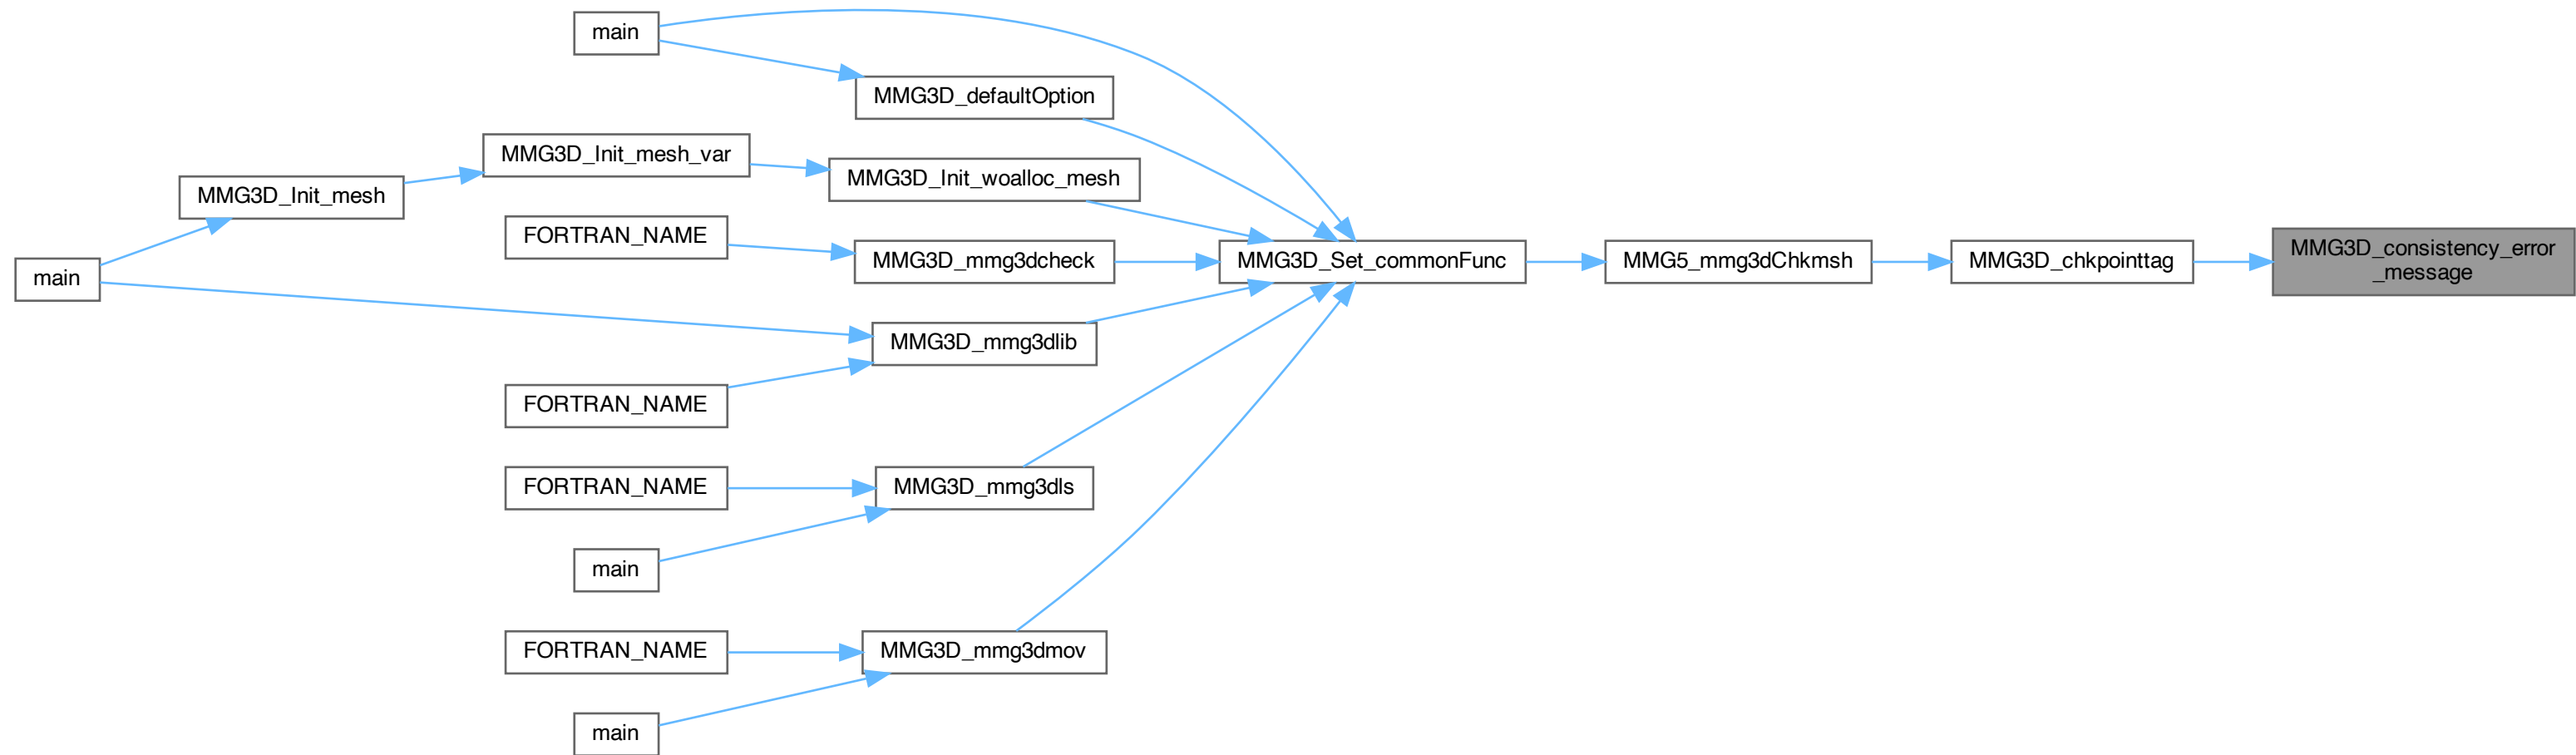 main
MMG3D_defaultOption
MMG3D_Init_mesh_var
MMG3D_Init_woalloc_mesh
MMG3D_Init_mesh
FORTRAN_NAME
MMG3D_mmg3dcheck
MMG3D_Set_commonFunc
MMG5_mmg3dChkmsh
MMG3D_chkpointtag
MMG3D_consistency_error
_message
main
MMG3D_mmg3dlib
FORTRAN_NAME
FORTRAN_NAME
MMG3D_mmg3dls
main
FORTRAN_NAME
MMG3D_mmg3dmov
main